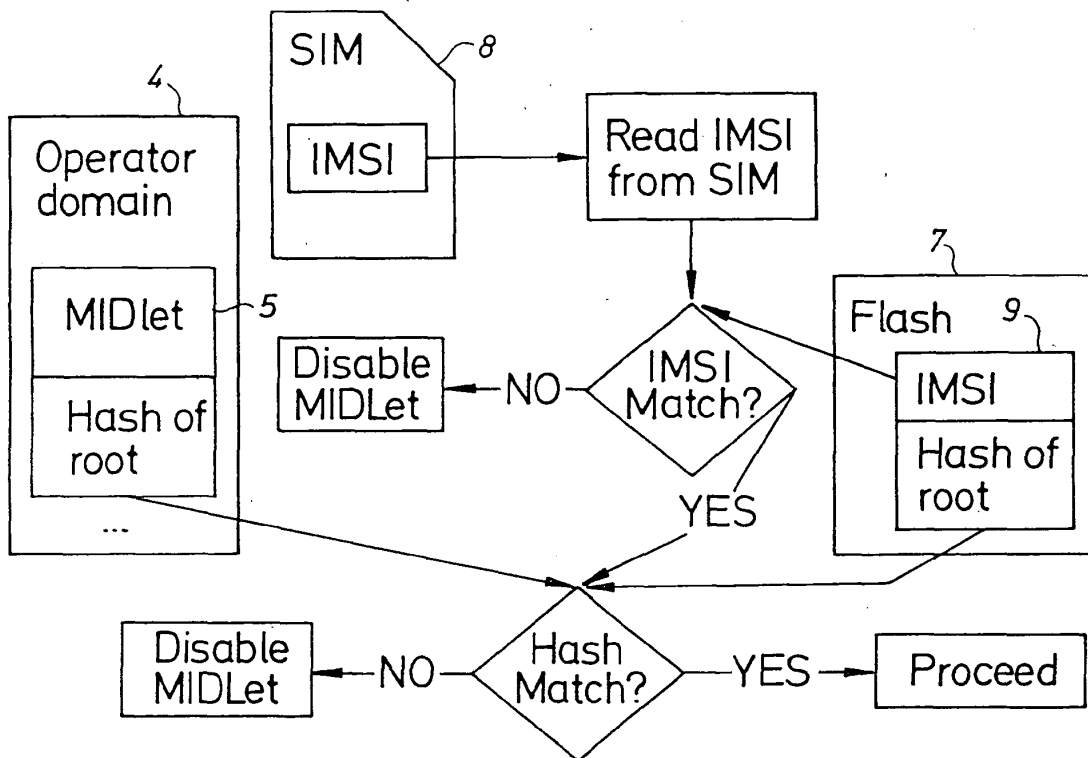 SIM
8
4
IMSI
Read IMSI
from SIM
Operator
domain
7
MIDlet
5
Flash
9
Disable
MIDLet
NO
IMSI
Match?
IMSI
Hash of
root
Hash of
root
...
YES
Disable
MIDLet
NO
Hash
Match?
YES
Proceed